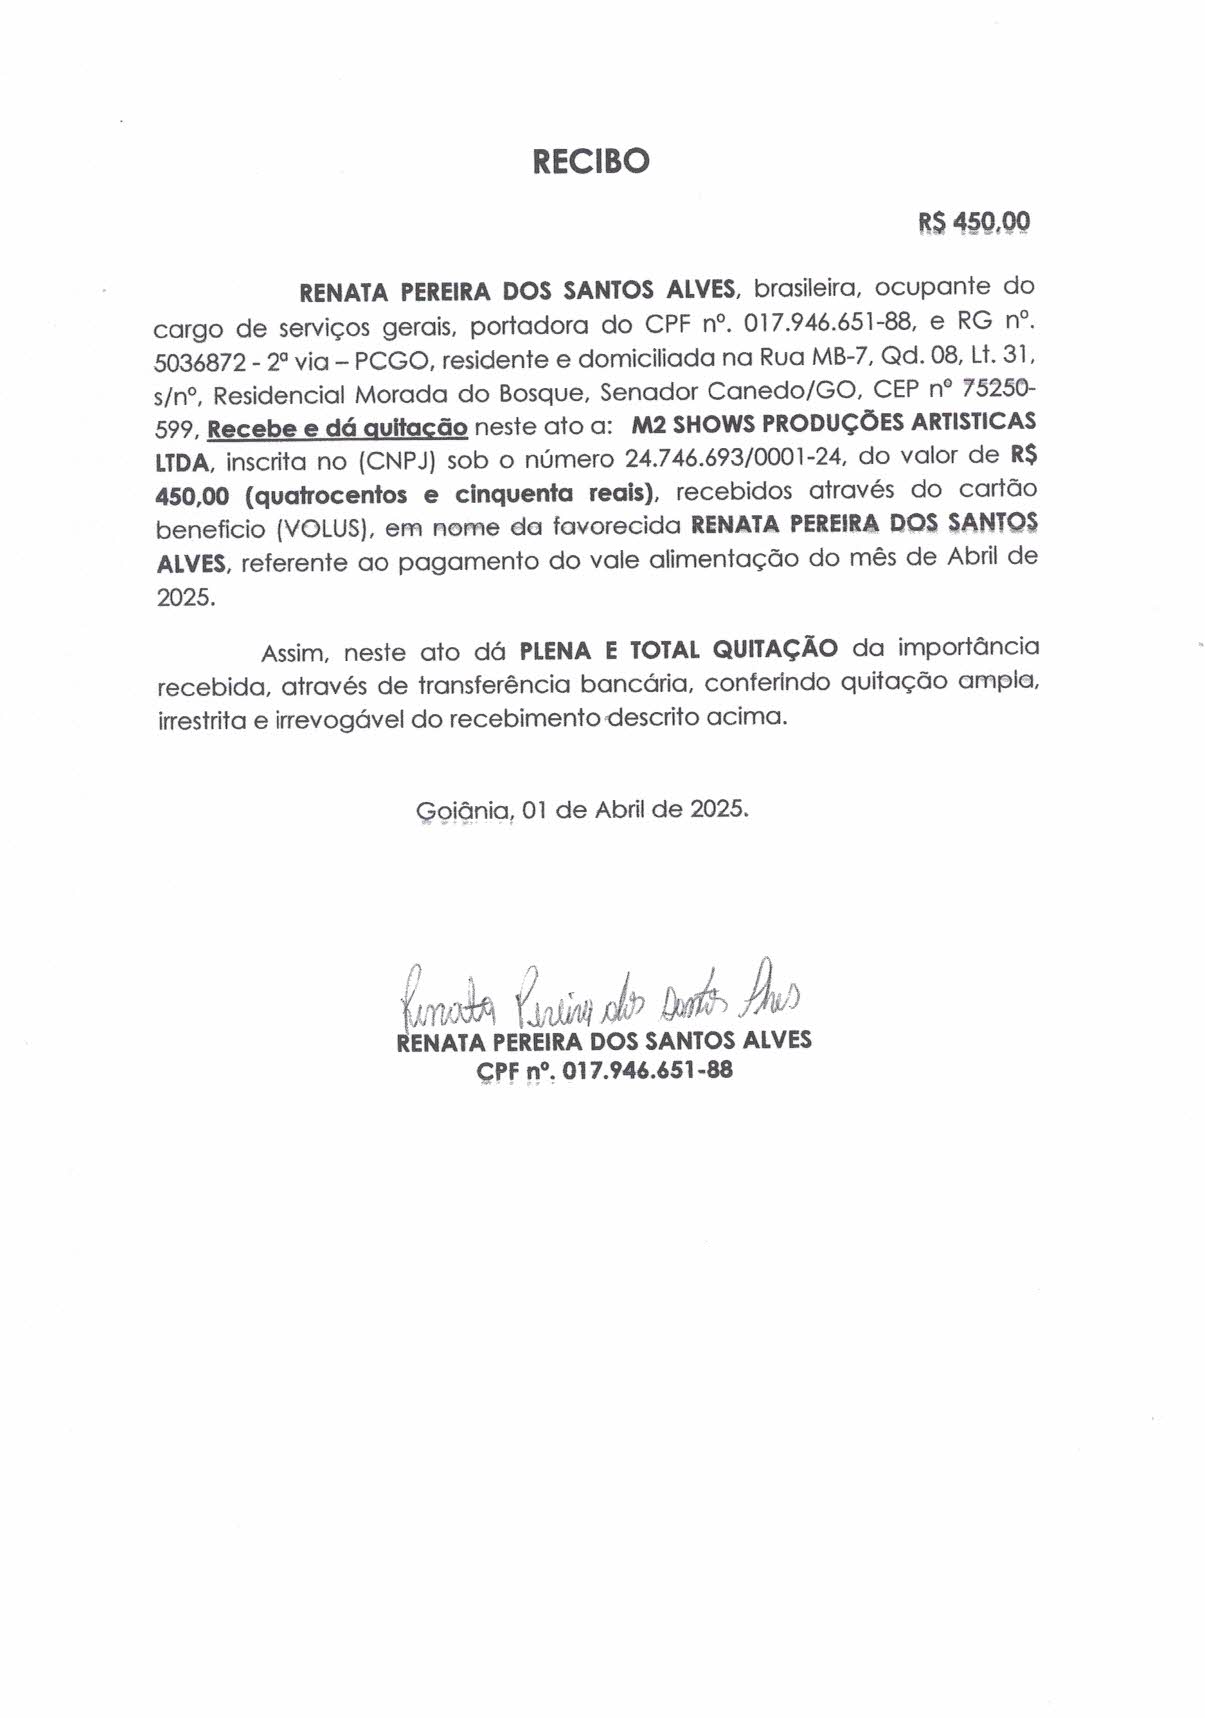 RECIBO
R$ 450,00
RENATA PEREIRA DOS SANTOS ALVES, brasileira, ocupante do
cargo de serviços gerais, portadora do CPF nº. 017.946.651-88, e RG nº.
5036872 - 2ª via – PCGO, residente e domiciliada na Rua MB-7, Qd. 08, Lt. 31,
s/nº, Residencial Morada do Bosque, Senador Canedo/GO, CEP nº 75250-
599, Recebe e dá quitação neste ato a: M2 SHOWS PRODUÇÕES ARTISTICAS
LTDA, inscrita no (CNPJ) sob o número 24.746.693/0001-24, do valor de R$
450,00 (quatrocentos e cinquenta reais), recebidos através do cartão
beneficio (VOLUS), em nome da favorecida RENATA PEREIRA DOS SANTOS
ALVES, referente ao pagamento do vale alimentação do mês de Abril de
2025.
Assim, neste ato dá PLENA E TOTAL QUITAÇÃO da importância
recebida, através de transferência bancária, conferindo quitação ampla,
irrestrita e irrevogável do recebimento descrito acima.
Goiânia, 01 de Abril de 2025.
Renata Pereira dos Santos Alves
RENATA PEREIRA DOS SANTOS ALVES
CPF nº. 017.946.651-88